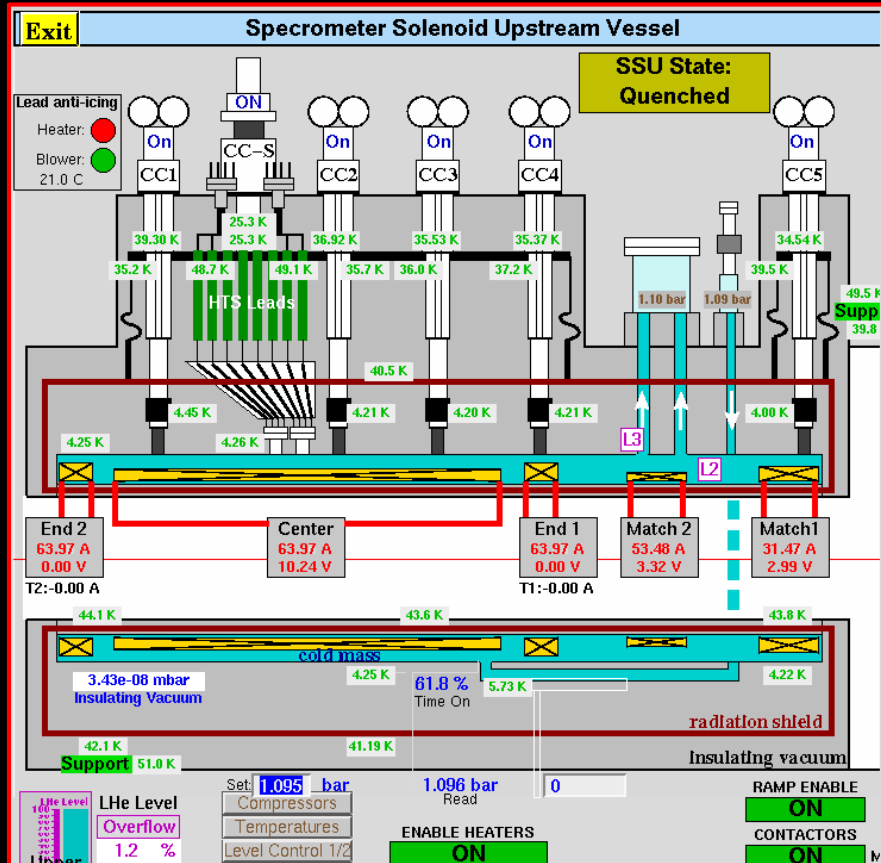 Exit
Specrometer Solenoid Upstream Vessel
SSU State:
Quenched
Lead anti-icing
Heater:
Blower:
21.0 C
ON
On
On
On
On
On
CC-S
CC1
CC2
CC3
CC4
CC5
25.3 K
39.30 K
25.3 K
36.92 K
35.53 K
35.37 K
34.54 K
35.2 K
48.7 K
49.1 K
35.7 K
36.0 K
37.2 K
39.5 K
HTS Leads
1.10 bar
1.09 bar
49.5 K
Supp
39.8
40.5 K
4.45 K
4.21 K
4.20 K
4.21 K
4.00 K
4.25 K
4.26 K
L3
L2
End 2
63.97 A
0.00 V
T2:-0.00 A
Center
63.97 A
10.24 V
End 1
63.97 A
0.00 V
T1:-0.00 A
Match 2
53.48 A
3.32 V
Match1
31.47 A
2.99 V
44.1 K
43.6 K
43.8 K
cold mass
3.43e-08 mbar
Insulating Vacuum
4.25 K
61.8 %
Time On
5.73 K
4.22 K
radiation shield
42.1 K
41.19 K
Support
51.0 K
insulating vacuum
Set:
1.095
bar
1.096 bar
Read
0
RAMP ENABLE
ON
LHe Level
100
LHe Level
Overflow
1.2 %
Upper
Compressors
Temperatures
Level Control 1/2
ENABLE HEATERS
ON
CONTACTORS
ON
M